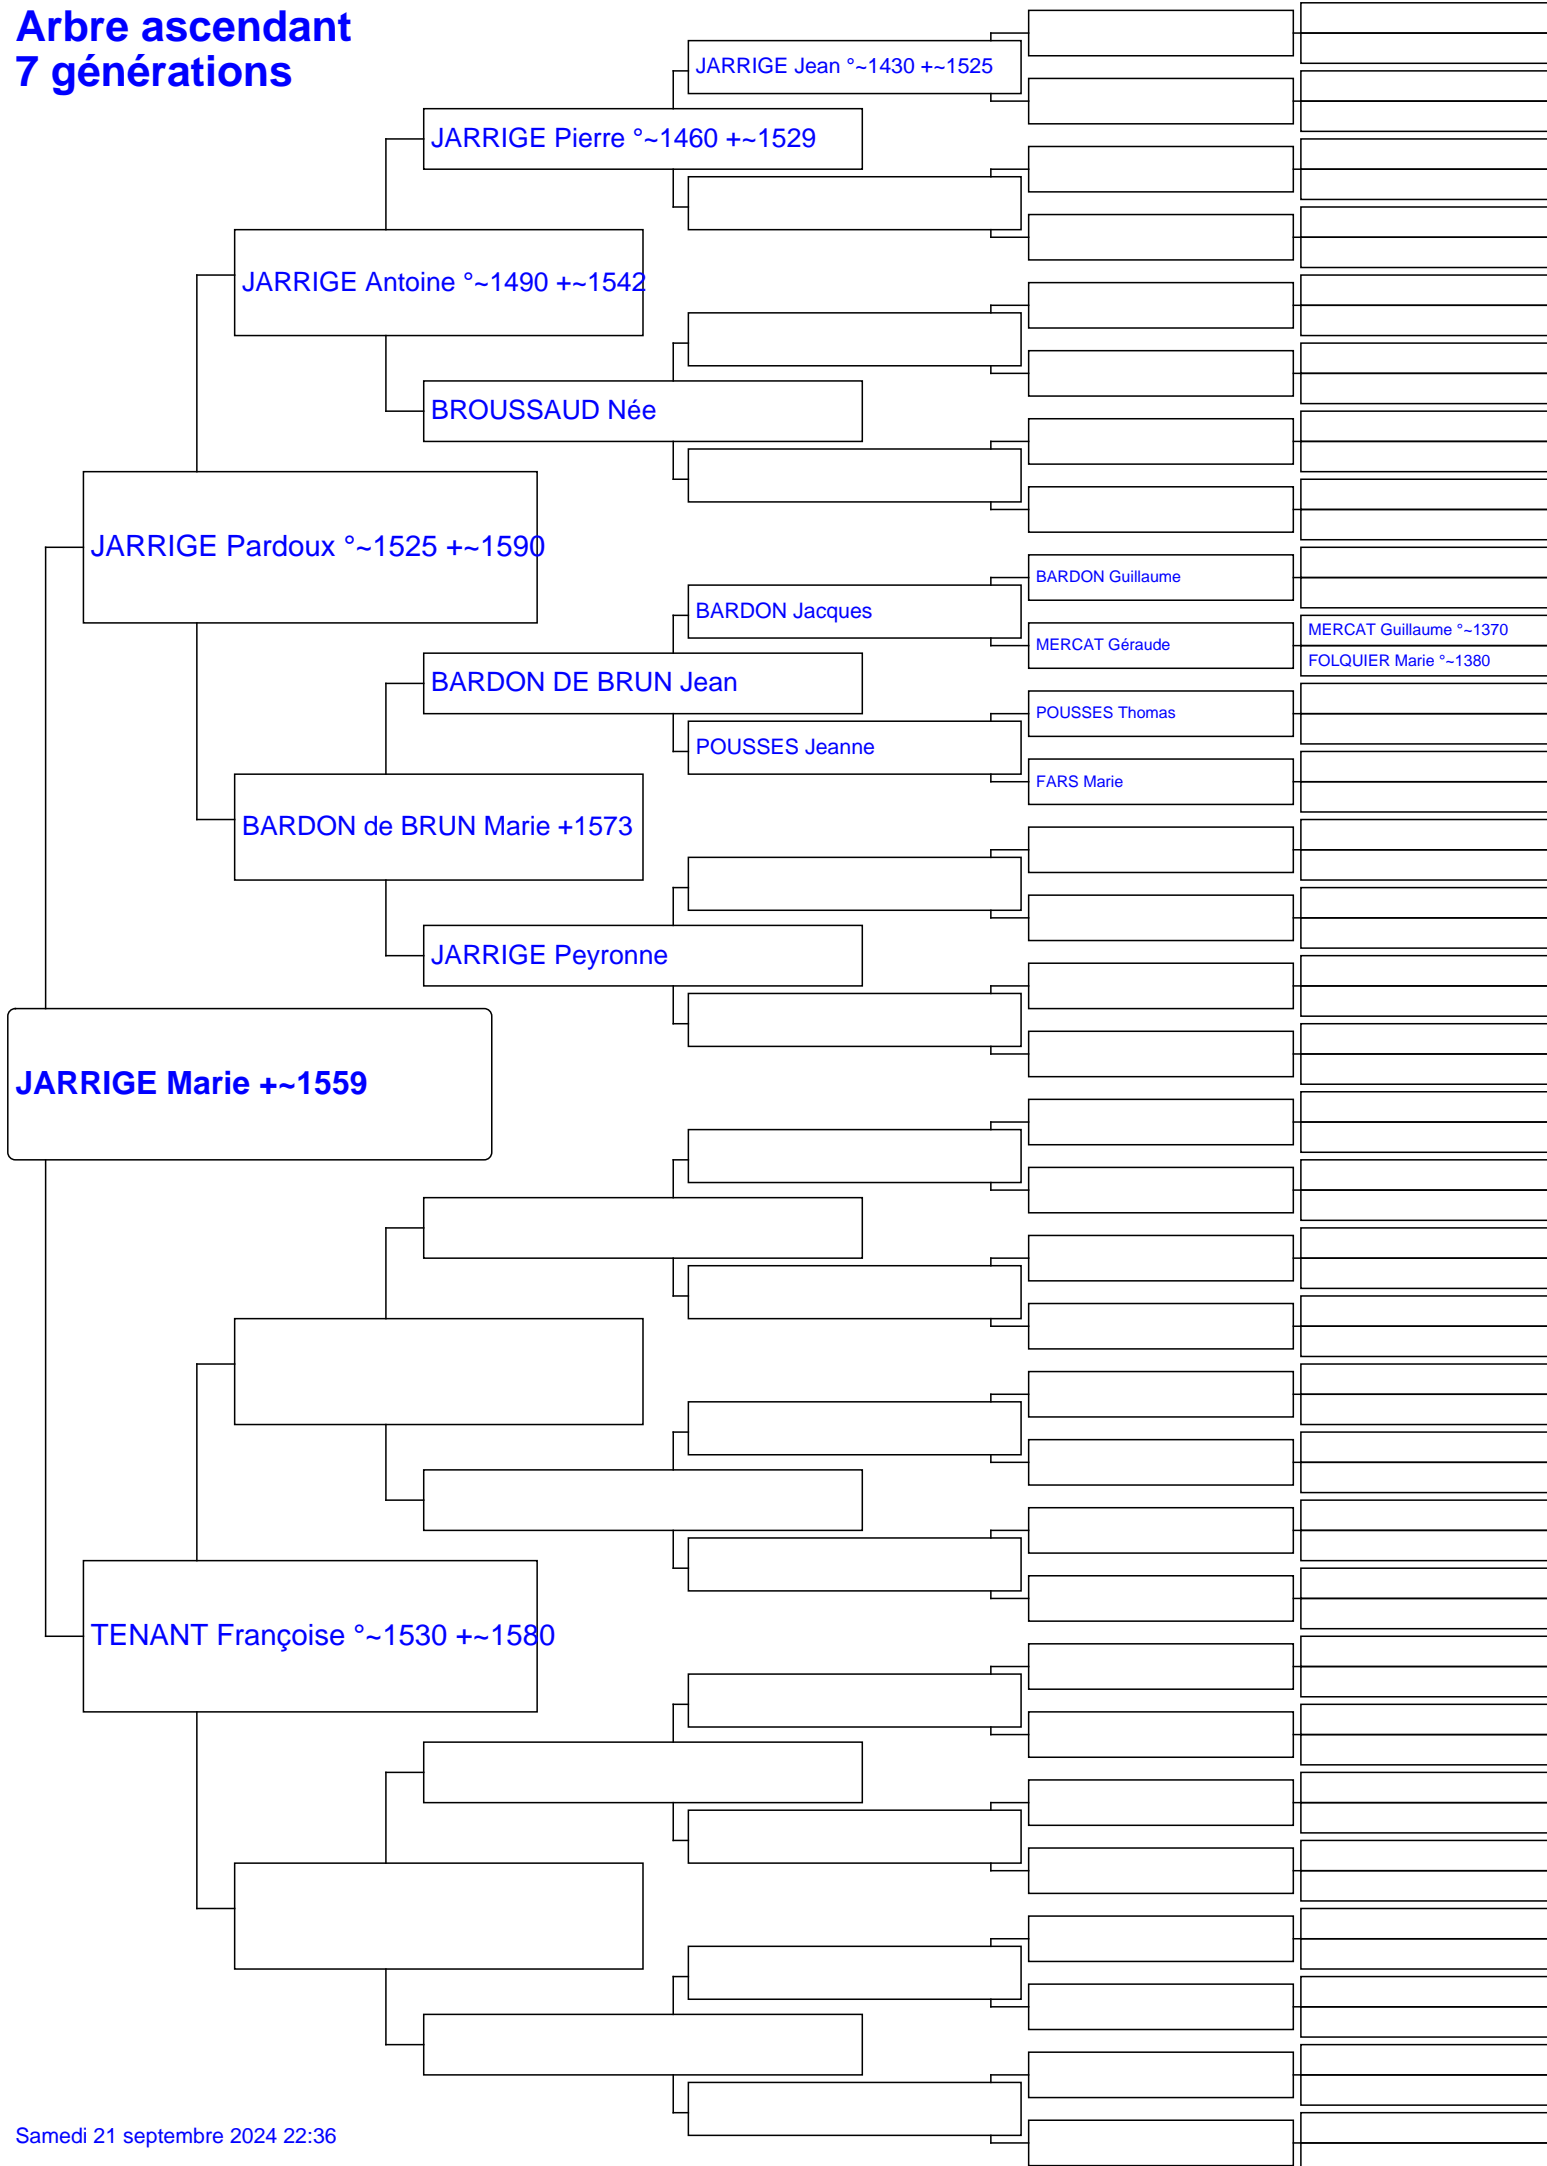 Arbre ascendant
7 générations
JARRIGE Jean °~1430 +~1525
JARRIGE Pierre °~1460 +~1529
JARRIGE Antoine °~1490 +~1542
BROUSSAUD Née
JARRIGE Pardoux °~1525 +~1590
BARDON Guillaume
BARDON Jacques
MERCAT Guillaume °~1370
MERCAT Géraude
FOLQUIER Marie °~1380
BARDON DE BRUN Jean
POUSSES Thomas
POUSSES Jeanne
FARS Marie
BARDON de BRUN Marie +1573
JARRIGE Peyronne
JARRIGE Marie +~1559
TENANT Françoise °~1530 +~1580
Samedi 21 septembre 2024 22:36